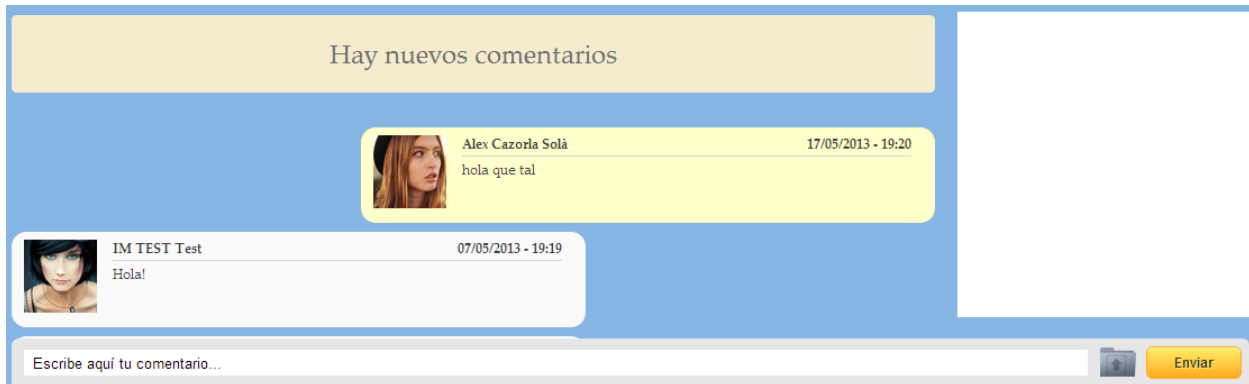 Hay nuevos comentarios
Alex Cazorla Solà 17/05/2013 - 19:20
hola que tal
IM TEST Test 07/05/2013 - 19:19
Hola!
Escribe aquí tu comentario... Enviar